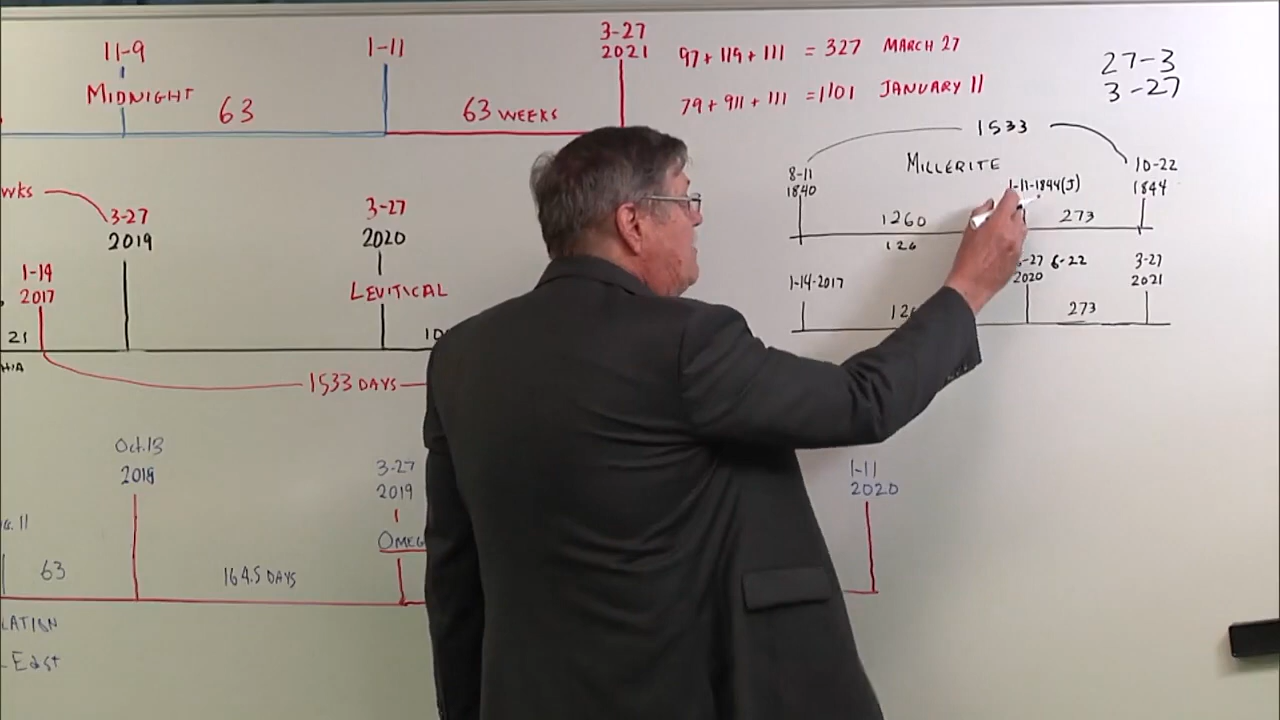 11-9
MIDNIGHT
63
1-11
63 WEEKS
3-27
2021
97+119+111 = 327 MARCH 27
79+911+111 =1101 JANUARY 11
27-3
3-27
1533
MILLERITE
8-11
1840
1-11-1844(J)
10-22
1844
1260
273
126
1-14-2017
-27 6-22
2020
3-27
2021
273
WKS
3-27
2019
3-27
2020
LEVITICAL
1-14
2017
21
1533 DAYS
Oct.13
2018
3-27
2019
OMEG
1-11
2020
63
164.5 DAYS
LATION
EAST